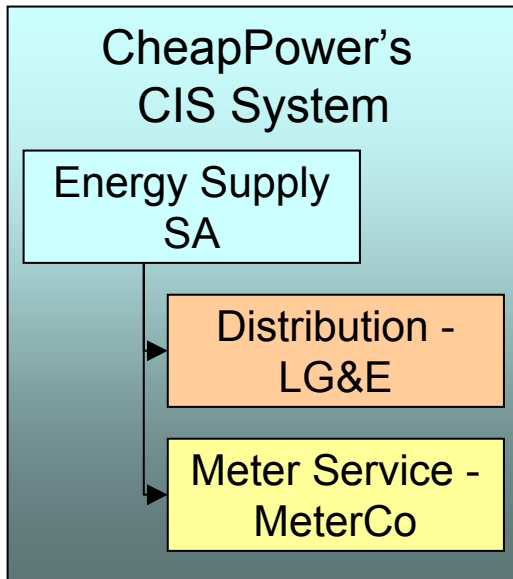 CheapPower’s
CIS System
Energy Supply
SA
Distribution -
LG&E
Meter Service -
MeterCo